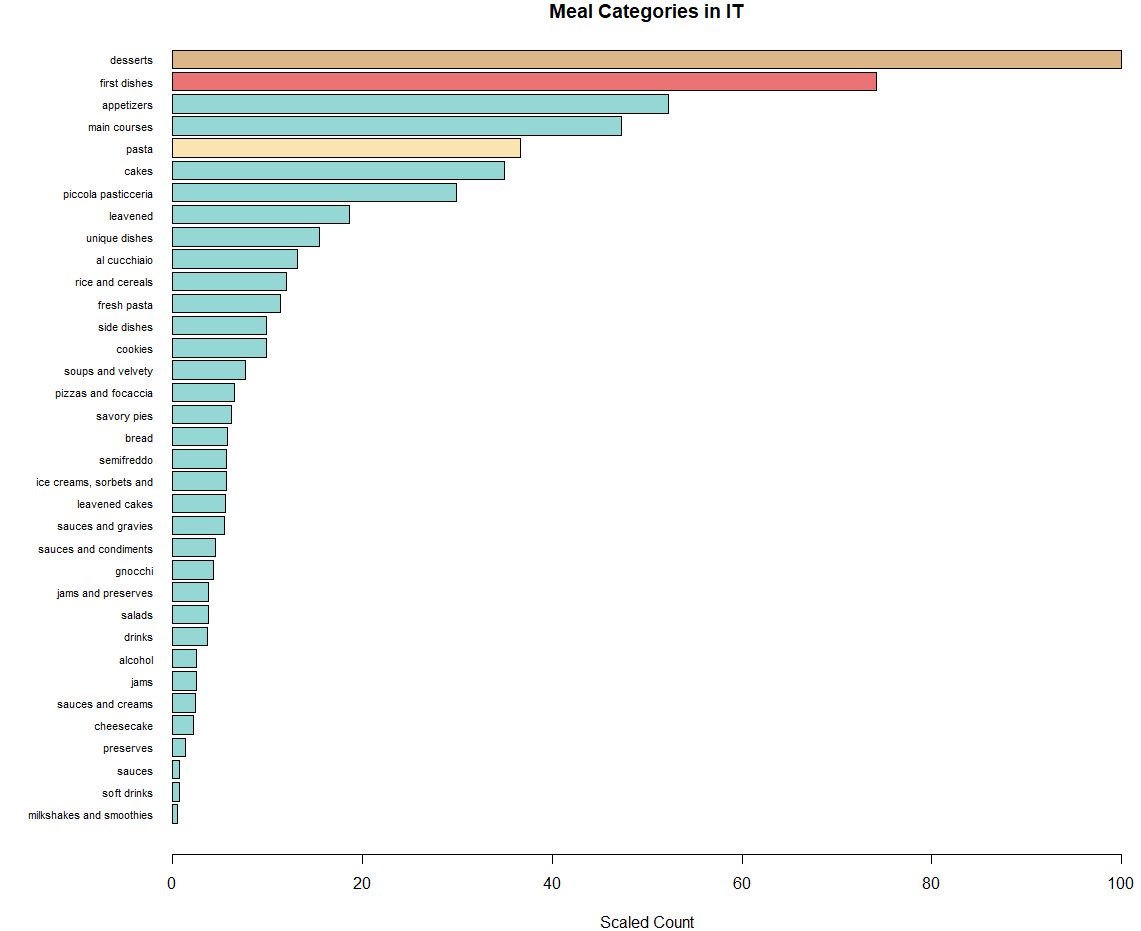 Meal Categories in IT
desserts
first dishes
appetizers
main courses
pasta
cakes
piccola pasticceria
leavened
unique dishes
al cucchiaio
rice and cereals
fresh pasta
side dishes
cookies
soups and velvety
pizzas and focaccia
savory pies
bread
semifreddo
ice creams, sorbets and
leavened cakes
sauces and gravies
sauces and condiments
gnocchi
jams and preserves
salads
drinks
alcohol
jams
sauces and creams
cheesecake
preserves
sauces
soft drinks
milkshakes and smoothies
0 20 40 60 80 100
Scaled Count